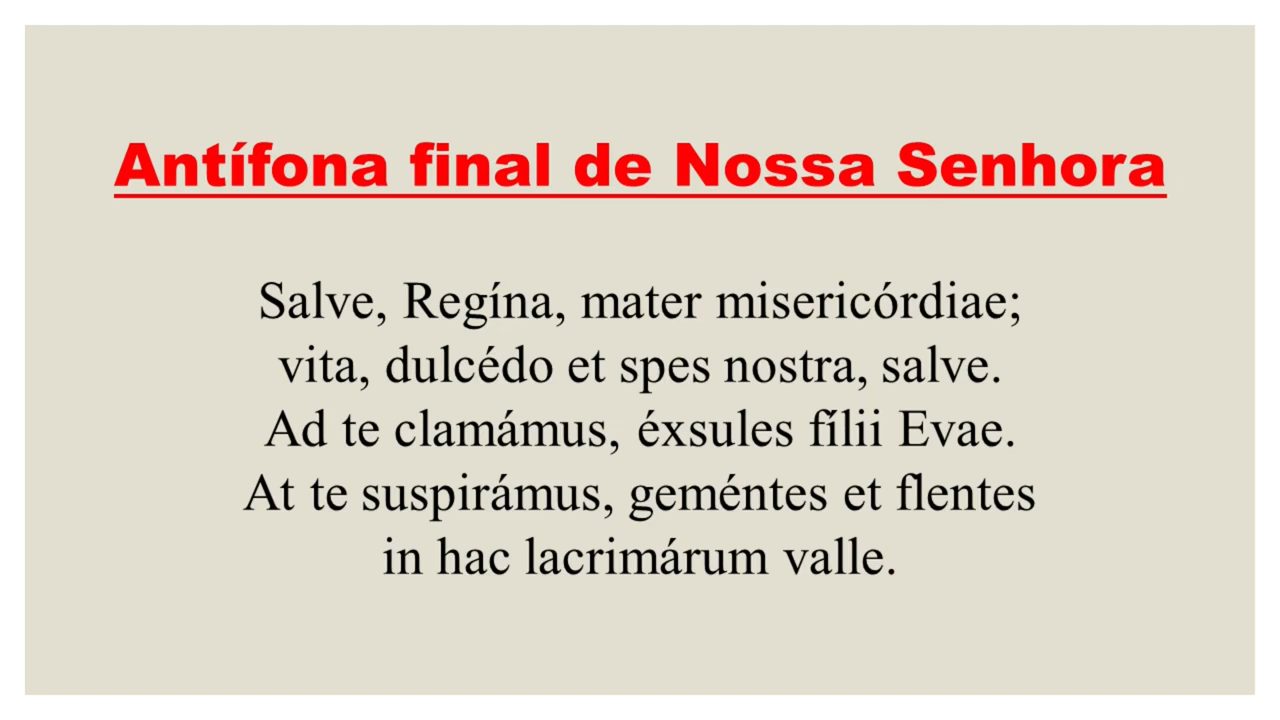 Antífona final de Nossa Senhora
Salve, Regína, mater misericórdiae;
vita, dulcédo et spes nostra, salve.
Ad te clamámus, éxsules fílii Evae.
At te suspirámus, geméntes et flentes
in hac lacrimárum valle.